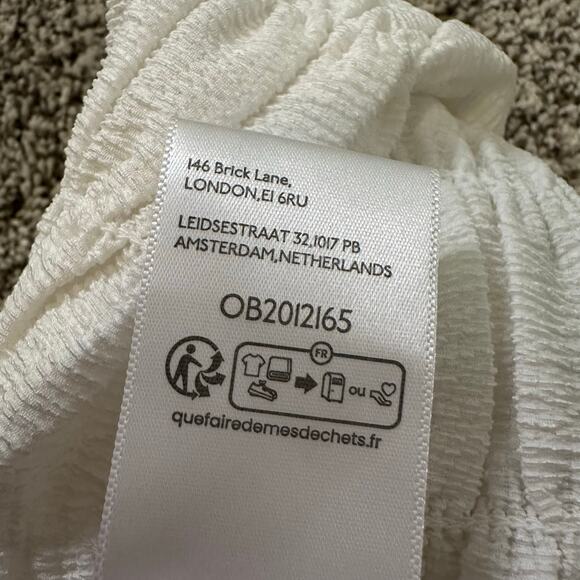 146 Brick Lane,
LONDON,E1 6RU
LEIDSESTRAAT 32,1017 PB
AMSTERDAM,NETHERLANDS
OB2012165
FR
ou
quefairedemesdechets.fr